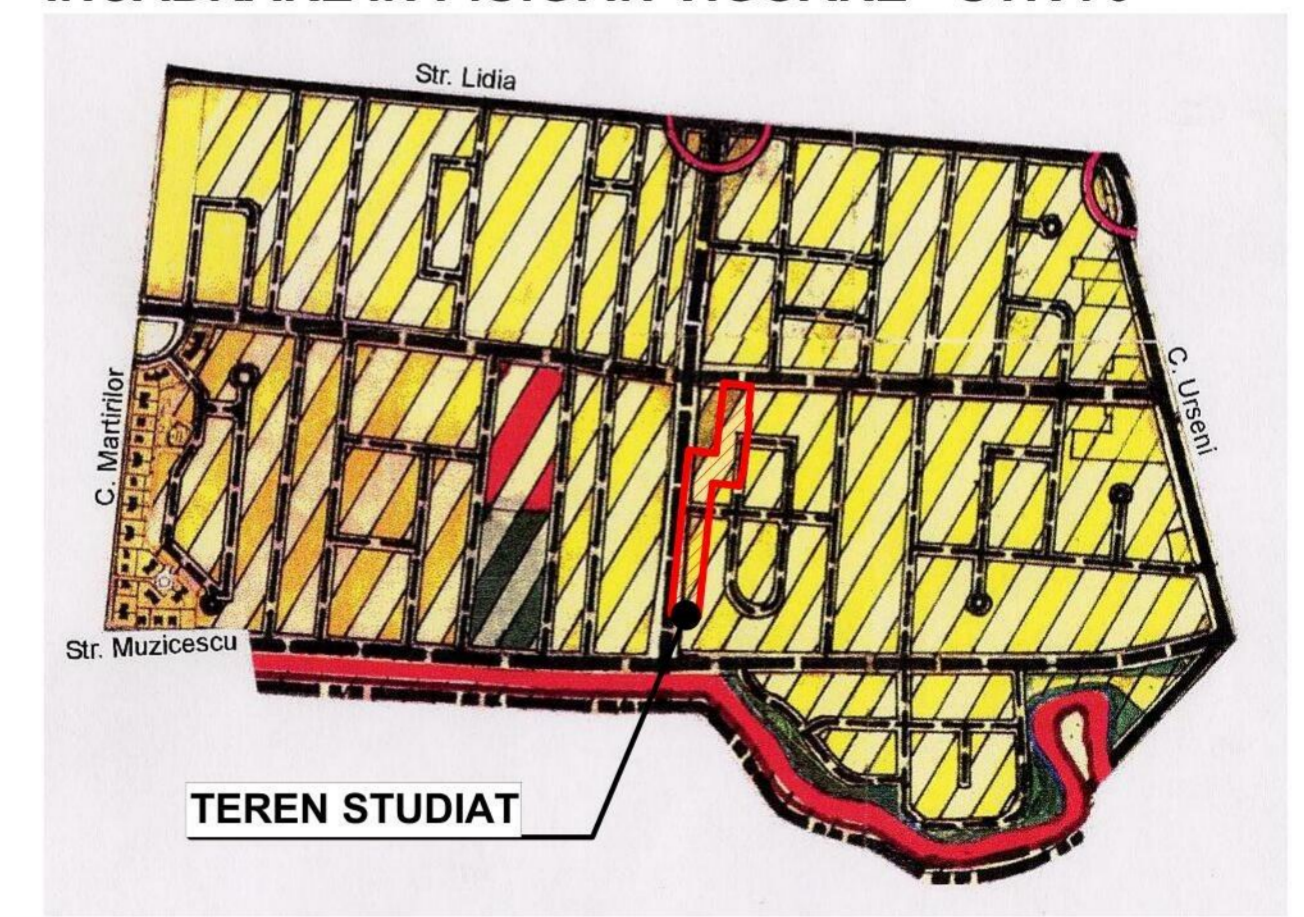 Str. Lidia
C. Martirilor
C. Urseni
Str. Muzicescu
TEREN STUDIAT